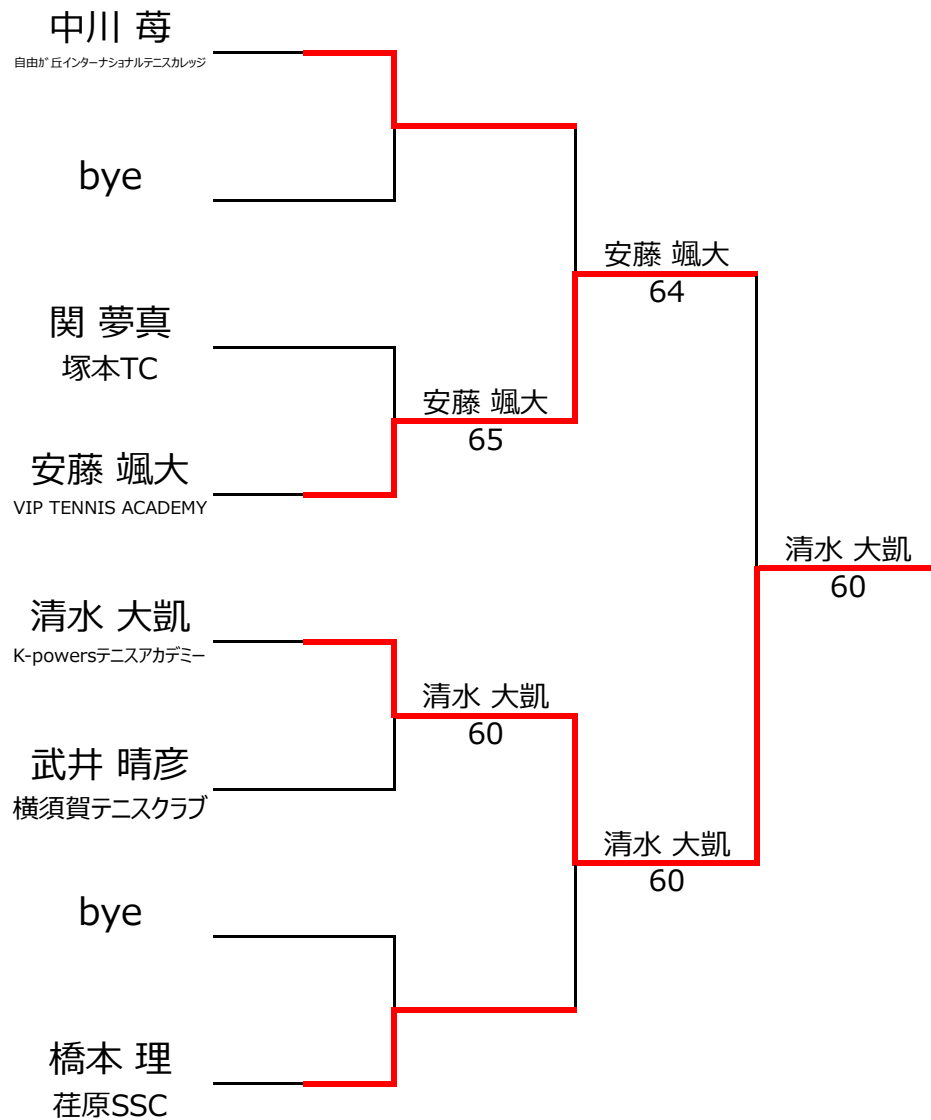 中川 苺
自由が丘インターナショナルテニスカレッジ
bye
関 夢真
塚本TC
安藤 颯大
VIP TENNIS ACADEMY
清水 大凱
K-powersテニスアカデミー
武井 晴彦
横須賀テニスクラブ
bye
橋本 理
荏原SSC
安藤 颯大
65
清水 大凱
60
安藤 颯大
64
清水 大凱
60
清水 大凱
60